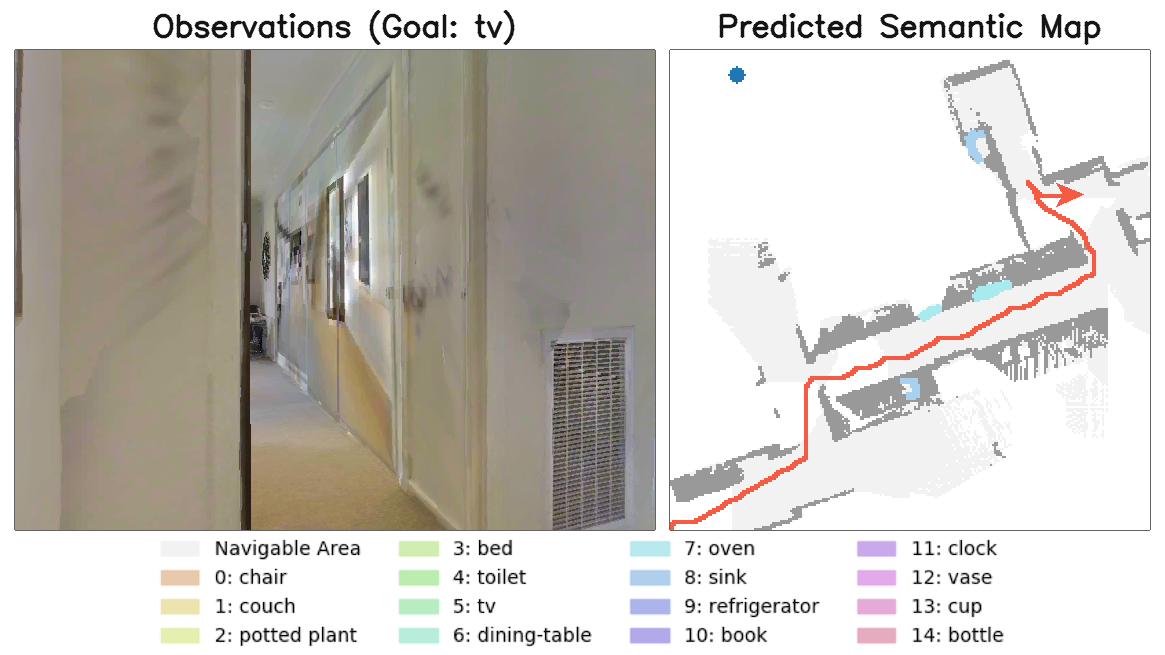 Observations (Goal: tv)
Predicted Semantic Map
Navigable Area
0: chair
1: couch
2: potted plant
3: bed
4: toilet
5: tv
6: dining-table
7: oven
8: sink
9: refrigerator
10: book
11: clock
12: vase
13: cup
14: bottle